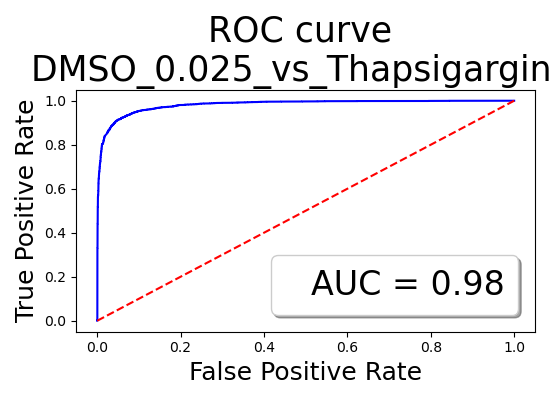 ROC curve
DMSO_0.025_vs_Thapsigargin
True Positive Rate
1.0
0.8
0.6
0.4
0.2
0.0
AUC = 0.98
0.0 0.2 0.4 0.6 0.8 1.0
False Positive Rate